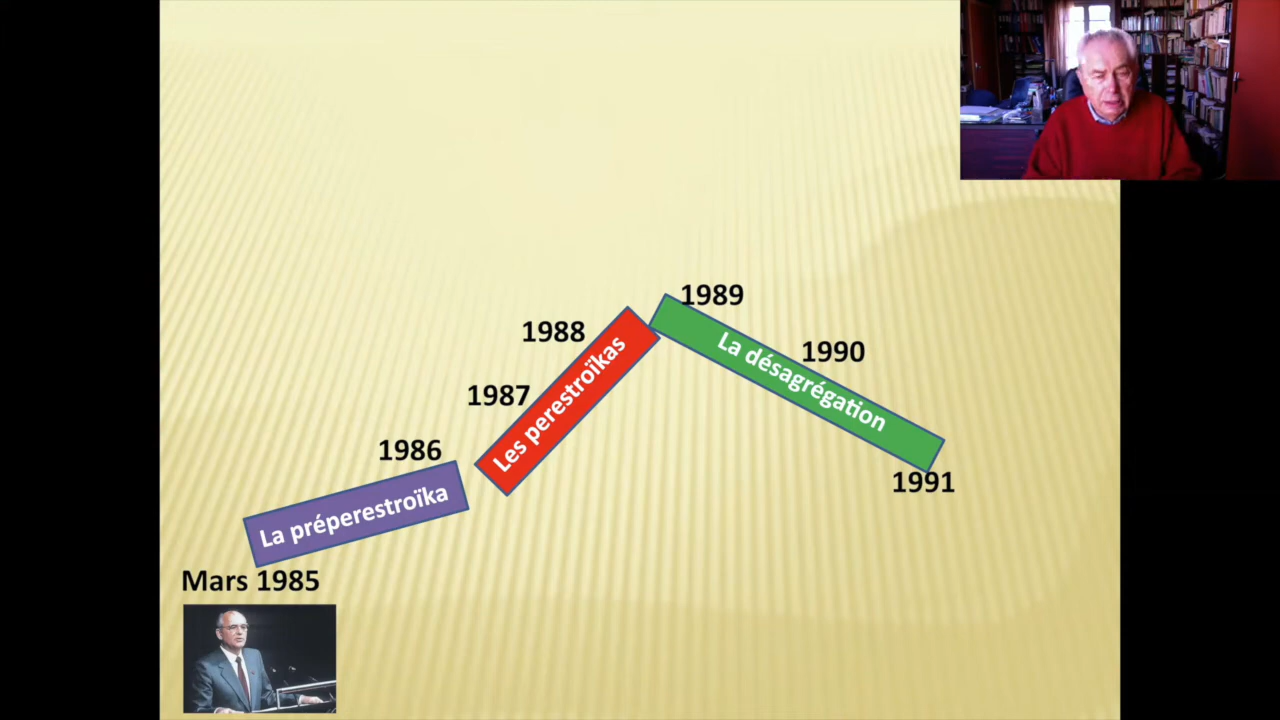 Mars 1985
La préperestroïka
1986
Les perestroïkas
1987
1988
1989
La désagrégation
1990
1991